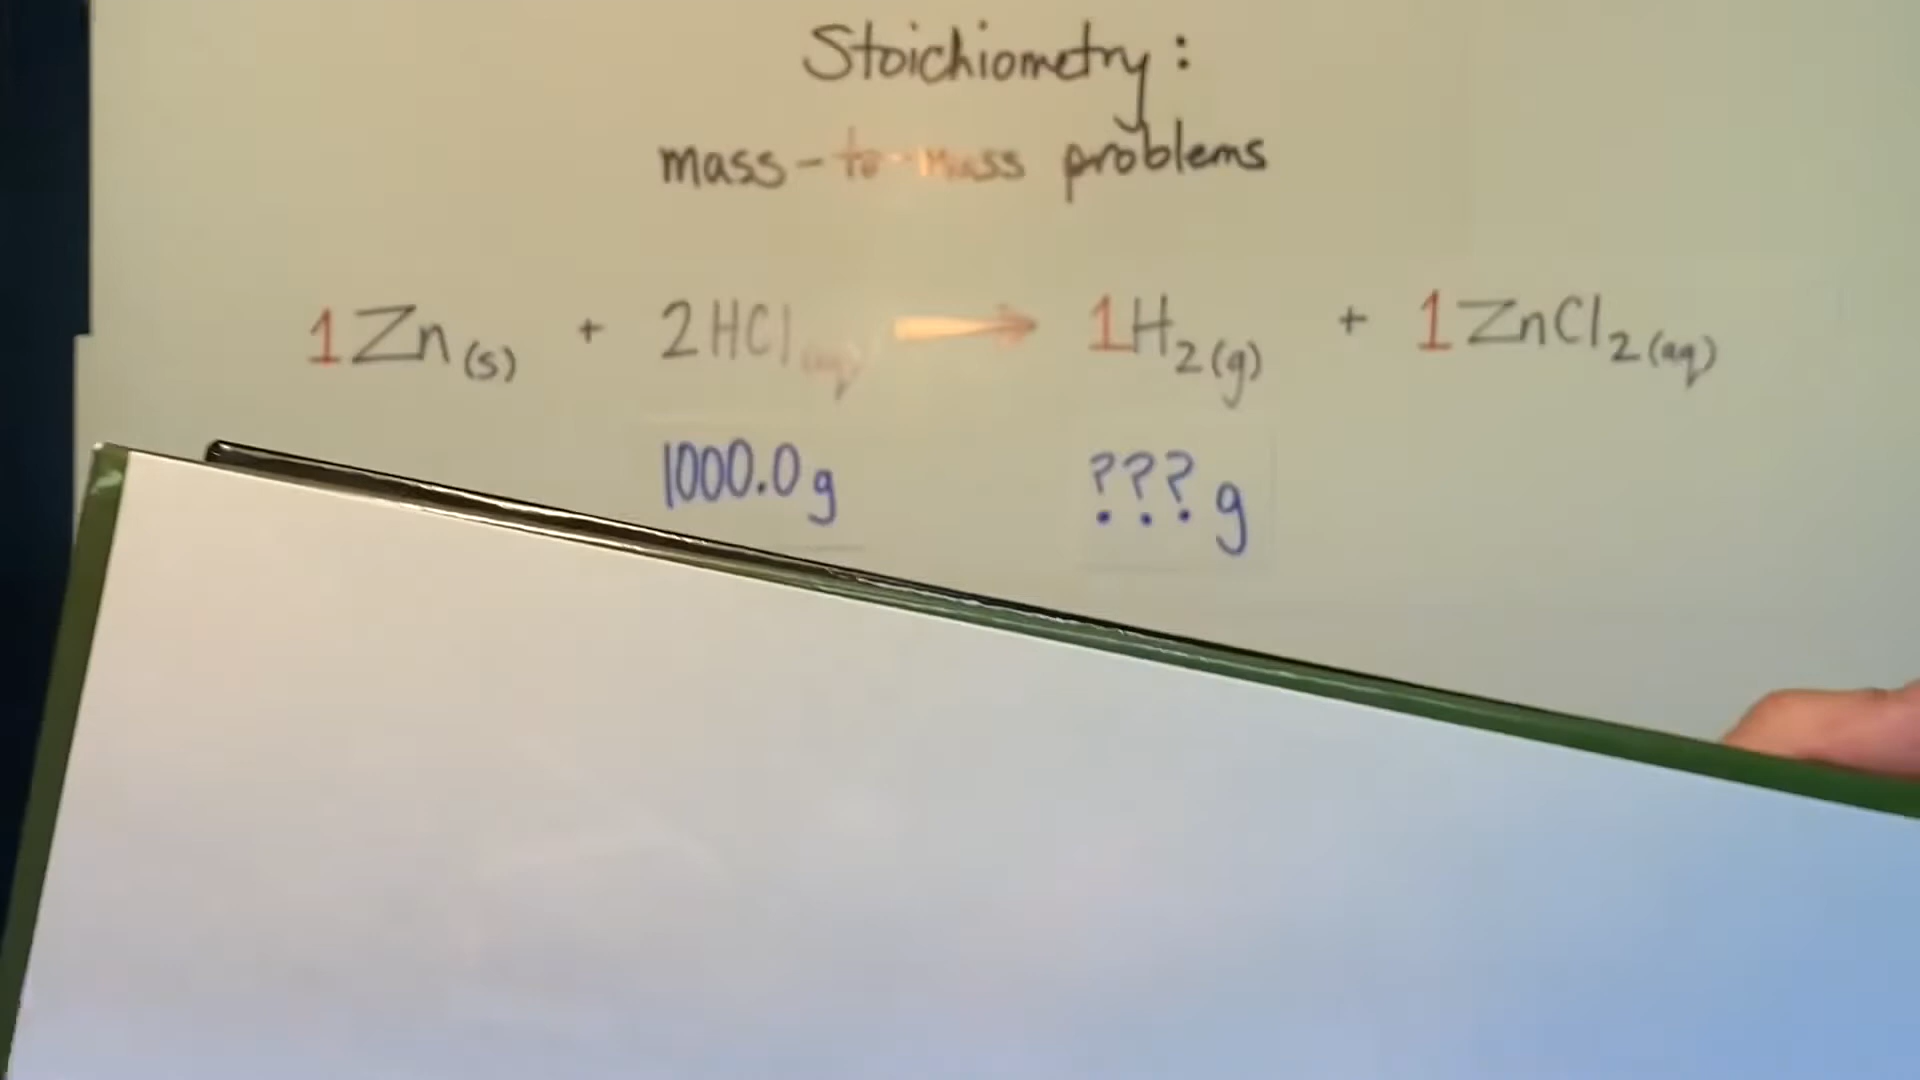 Stoichiometry:
mass-to-mass problems
1Zn(s) + 2HCl(aq) → 1H2(g) + 1ZnCl2(aq)
1000.0g ???g